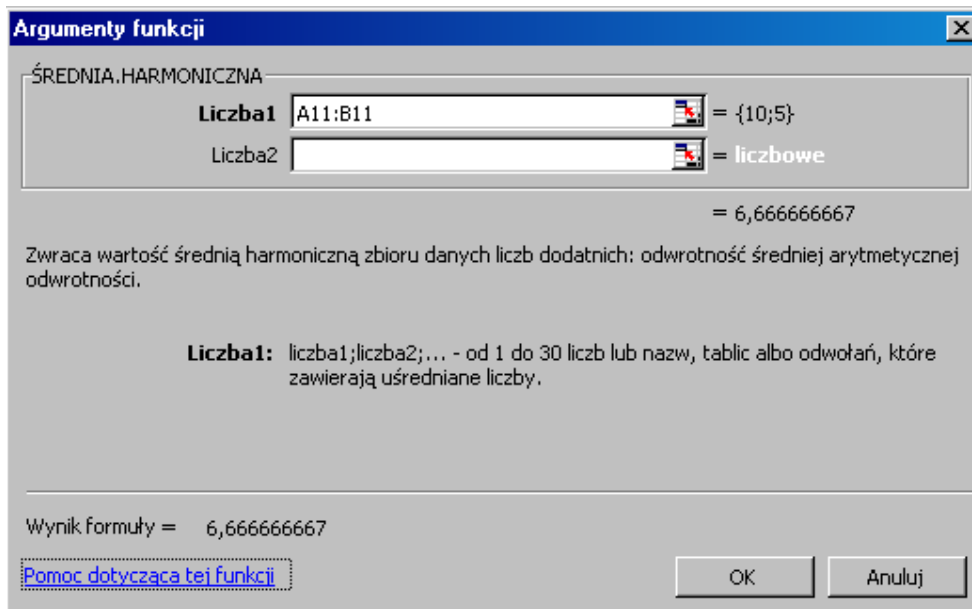 Argumenty funkcji
ŚREDNIA.HARMONICZNA
Liczba1 A11:B11 = {10;5}
Liczba2 = liczbowe
= 6,666666667
Zwraca wartość średnią harmoniczną zbioru danych liczb dodatnich: odwrotność średniej arytmetycznej
odwrotności.
Liczba1: liczba1;liczba2;... - od 1 do 30 liczb lub nazw, tablic albo odwołań, które
zawierają uśredniane liczby.
Wynik formuły = 6,666666667
Pomoc dotycząca tej funkcji OK Anuluj